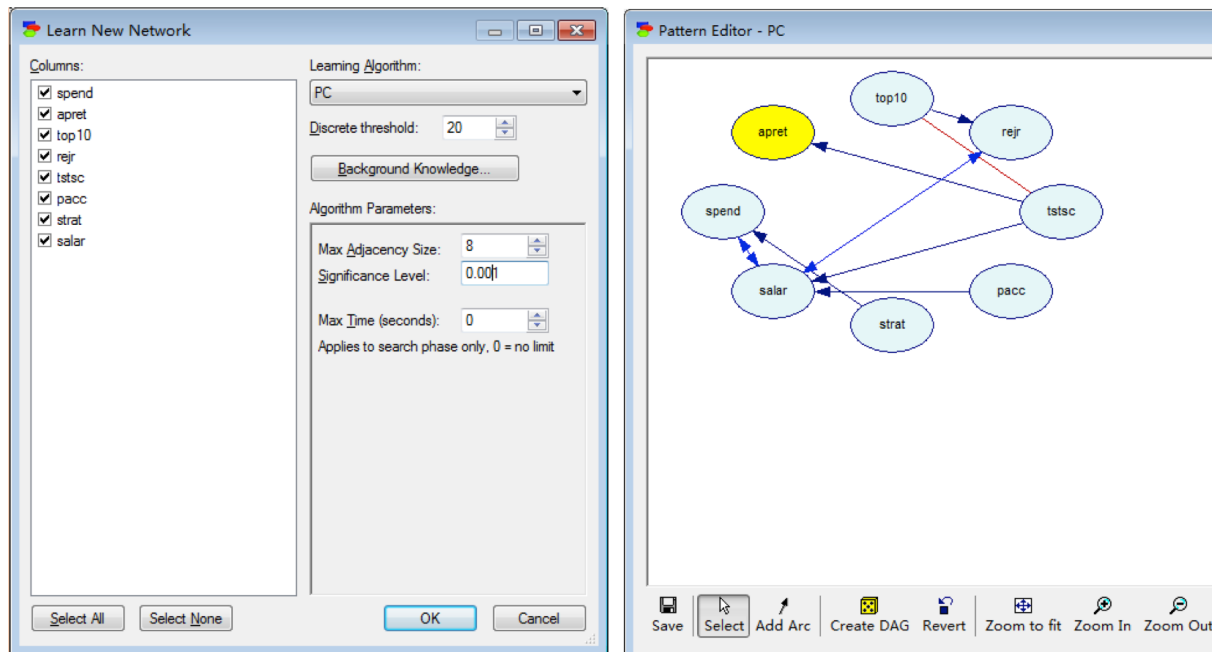 Learn New Network
Columns:
spend
apret
top10
rejr
tstsc
pacc
strat
salar
Learning Algorithm:
PC
Discrete threshold: 20
Background Knowledge...
Algorithm Parameters:
Max Adjacency Size: 8
Significance Level: 0.001
Max Time (seconds): 0
Applies to search phase only, 0 = no limit
Select All Select None OK Cancel
Pattern Editor - PC
top10
apret
rejr
spend
tstsc
salar
pacc
strat
Save Select Add Arc Create DAG Revert Zoom to fit Zoom In Zoom Out